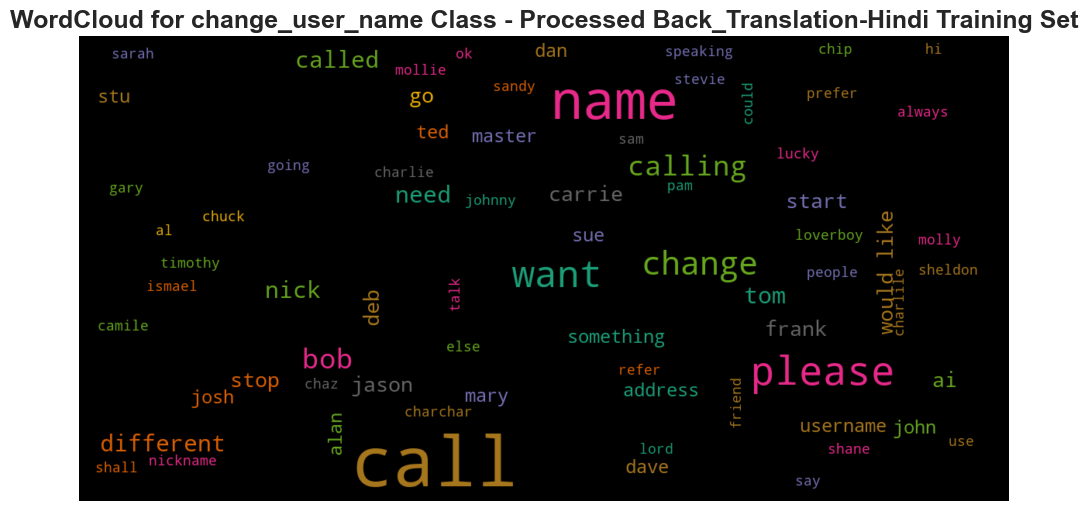 WordCloud for change_user_name Class - Processed Back_Translation-Hindi Training Set
sarah
called
mollie
ok
dan
speaking
chip
hi
stu
go
sandy
name
stevie
could
prefer
always
ted
master
sam
lucky
going
charlie
calling
gary
need
johnny
carrie
pam
start
al
chuck
sue
loverboy
molly
timothy
want
change
people
would like
sheldon
ismael
nick
deb
talk
tom
charlile
camile
something
frank
else
bob
stop
chaz
jason
refer
please
ai
josh
mary
address
friend
charchar
alan
different
call
username
john
use
shall
nickname
lord
dave
shane
say